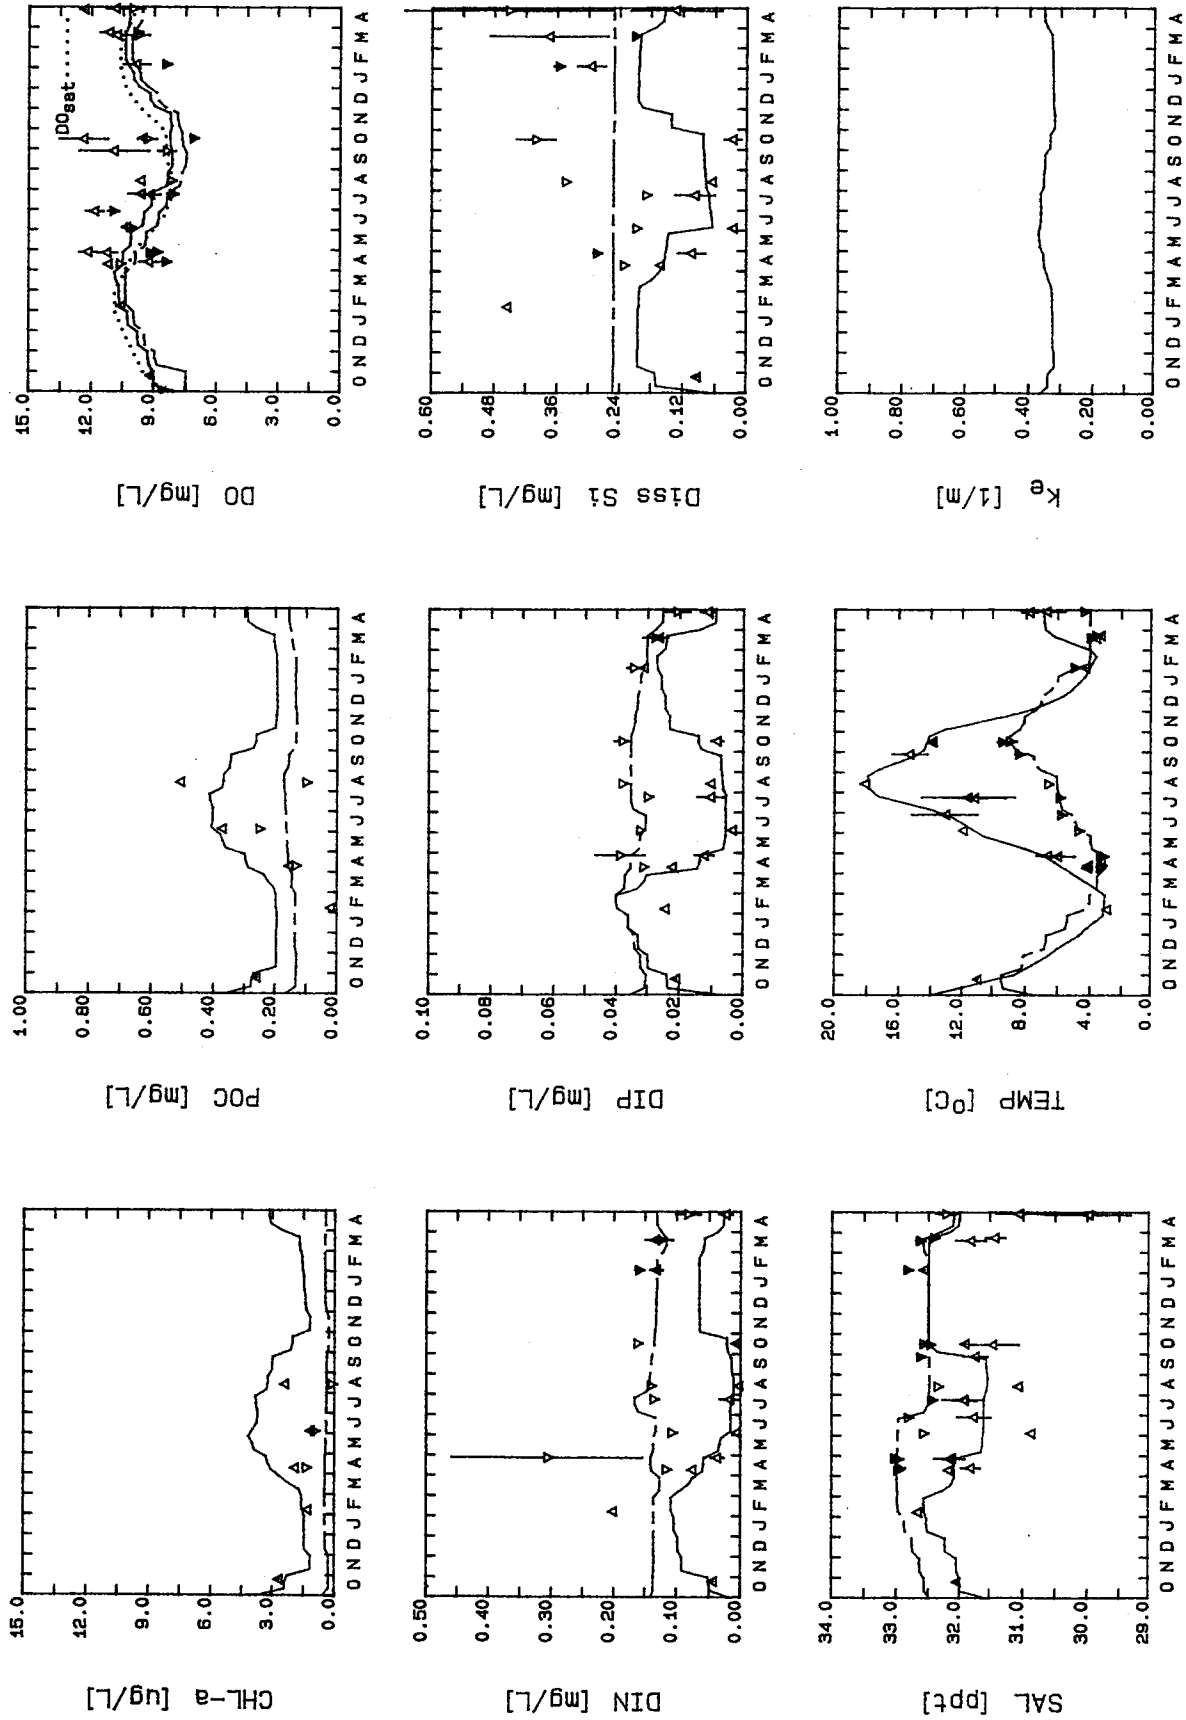 CHL-a [ug/L]
15.0
12.0
9.0
6.0
3.0
0.0
O N D J F M A M J J A S O N D J F M A
POC [mg/L]
1.00
0.80
0.60
0.40
0.20
0.00
O N D J F M A M J J A S O N D J F M A
DO [mg/L]
15.0
12.0
9.0
6.0
3.0
0.0
DOsat
O N D J F M A M J J A S O N D J F M A
DIN [mg/L]
0.50
0.40
0.30
0.20
0.10
0.00
O N D J F M A M J J A S O N D J F M A
DIP [mg/L]
0.10
0.08
0.06
0.04
0.02
0.00
O N D J F M A M J J A S O N D J F M A
Diss Si [mg/L]
0.60
0.48
0.36
0.24
0.12
0.00
O N D J F M A M J J A S O N D J F M A
SAL [ppt]
34.0
33.0
32.0
31.0
30.0
29.0
O N D J F M A M J J A S O N D J F M A
TEMP [°C]
20.0
16.0
12.0
8.0
4.0
0.0
O N D J F M A M J J A S O N D J F M A
Ke [1/m]
1.00
0.80
0.60
0.40
0.20
0.00
O N D J F M A M J J A S O N D J F M A